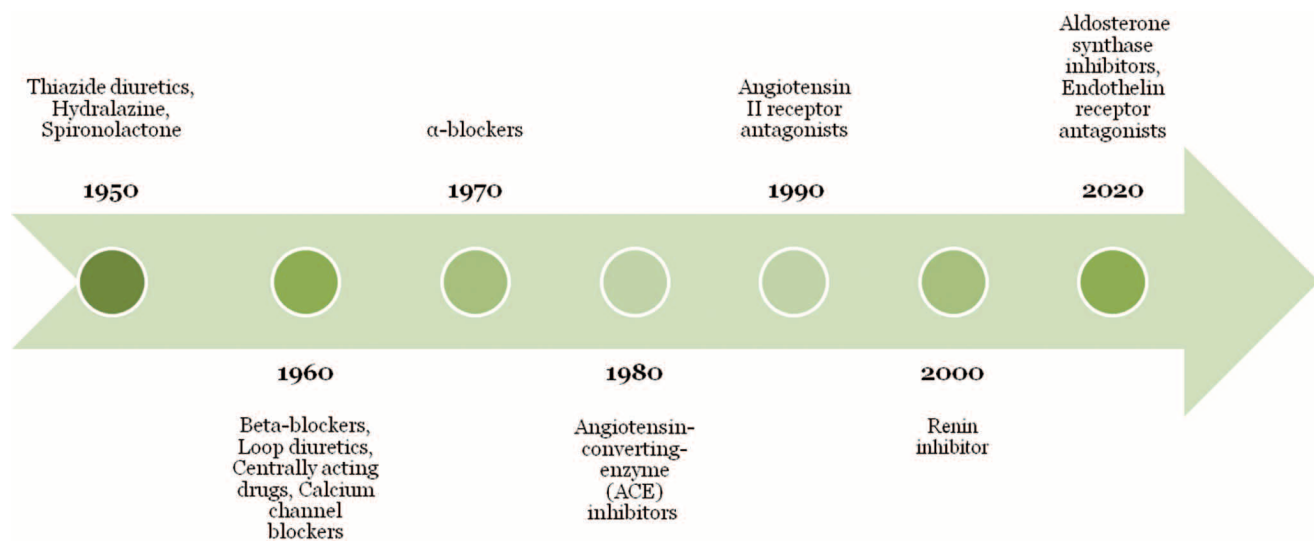 Thiazide diuretics,
Hydralazine,
Spironolactone
1950
Beta-blockers,
Loop diuretics,
Centrally acting
drugs, Calcium
channel
blockers
1960
α-blockers
1970
Angiotensin-
converting-
enzyme
(ACE)
inhibitors
1980
Angiotensin
II receptor
antagonists
1990
Renin
inhibitor
2000
Aldosterone
synthase
inhibitors,
Endothelin
receptor
antagonists
2020